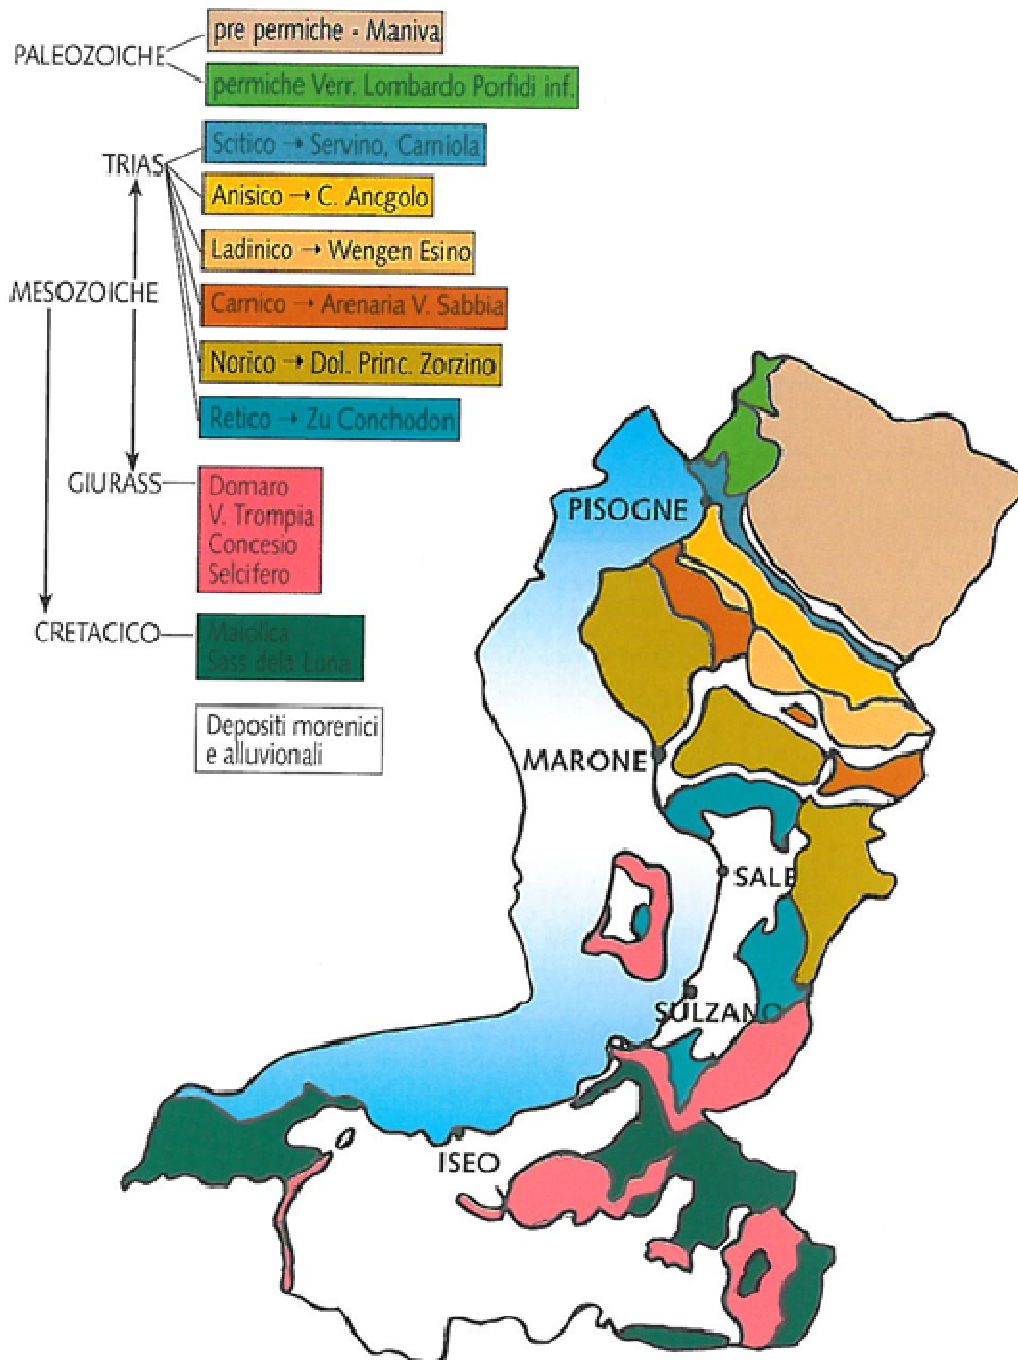 PALEOZOICHE
pre permiche - Maniva
permiche Verr. Lombardo Porfidi inf.
TRIAS
Scitico → Servino, Carniola
Anisico → C. Ancgolo
Ladinico → Wengen Esino
MESOZOICHE
Carnico → Arenaria V. Sabbia
Norico → Dol. Princ. Zorzino
Retico → Zu Conchodon
GIURASS
Domaro
V. Trompia
Concesio
Selcifero
CRETACICO
Maiolica
Sass dela Luna
Depositi morenici
e alluvionali
PISOGNE
MARONE
SALE
SULZANO
ISEO